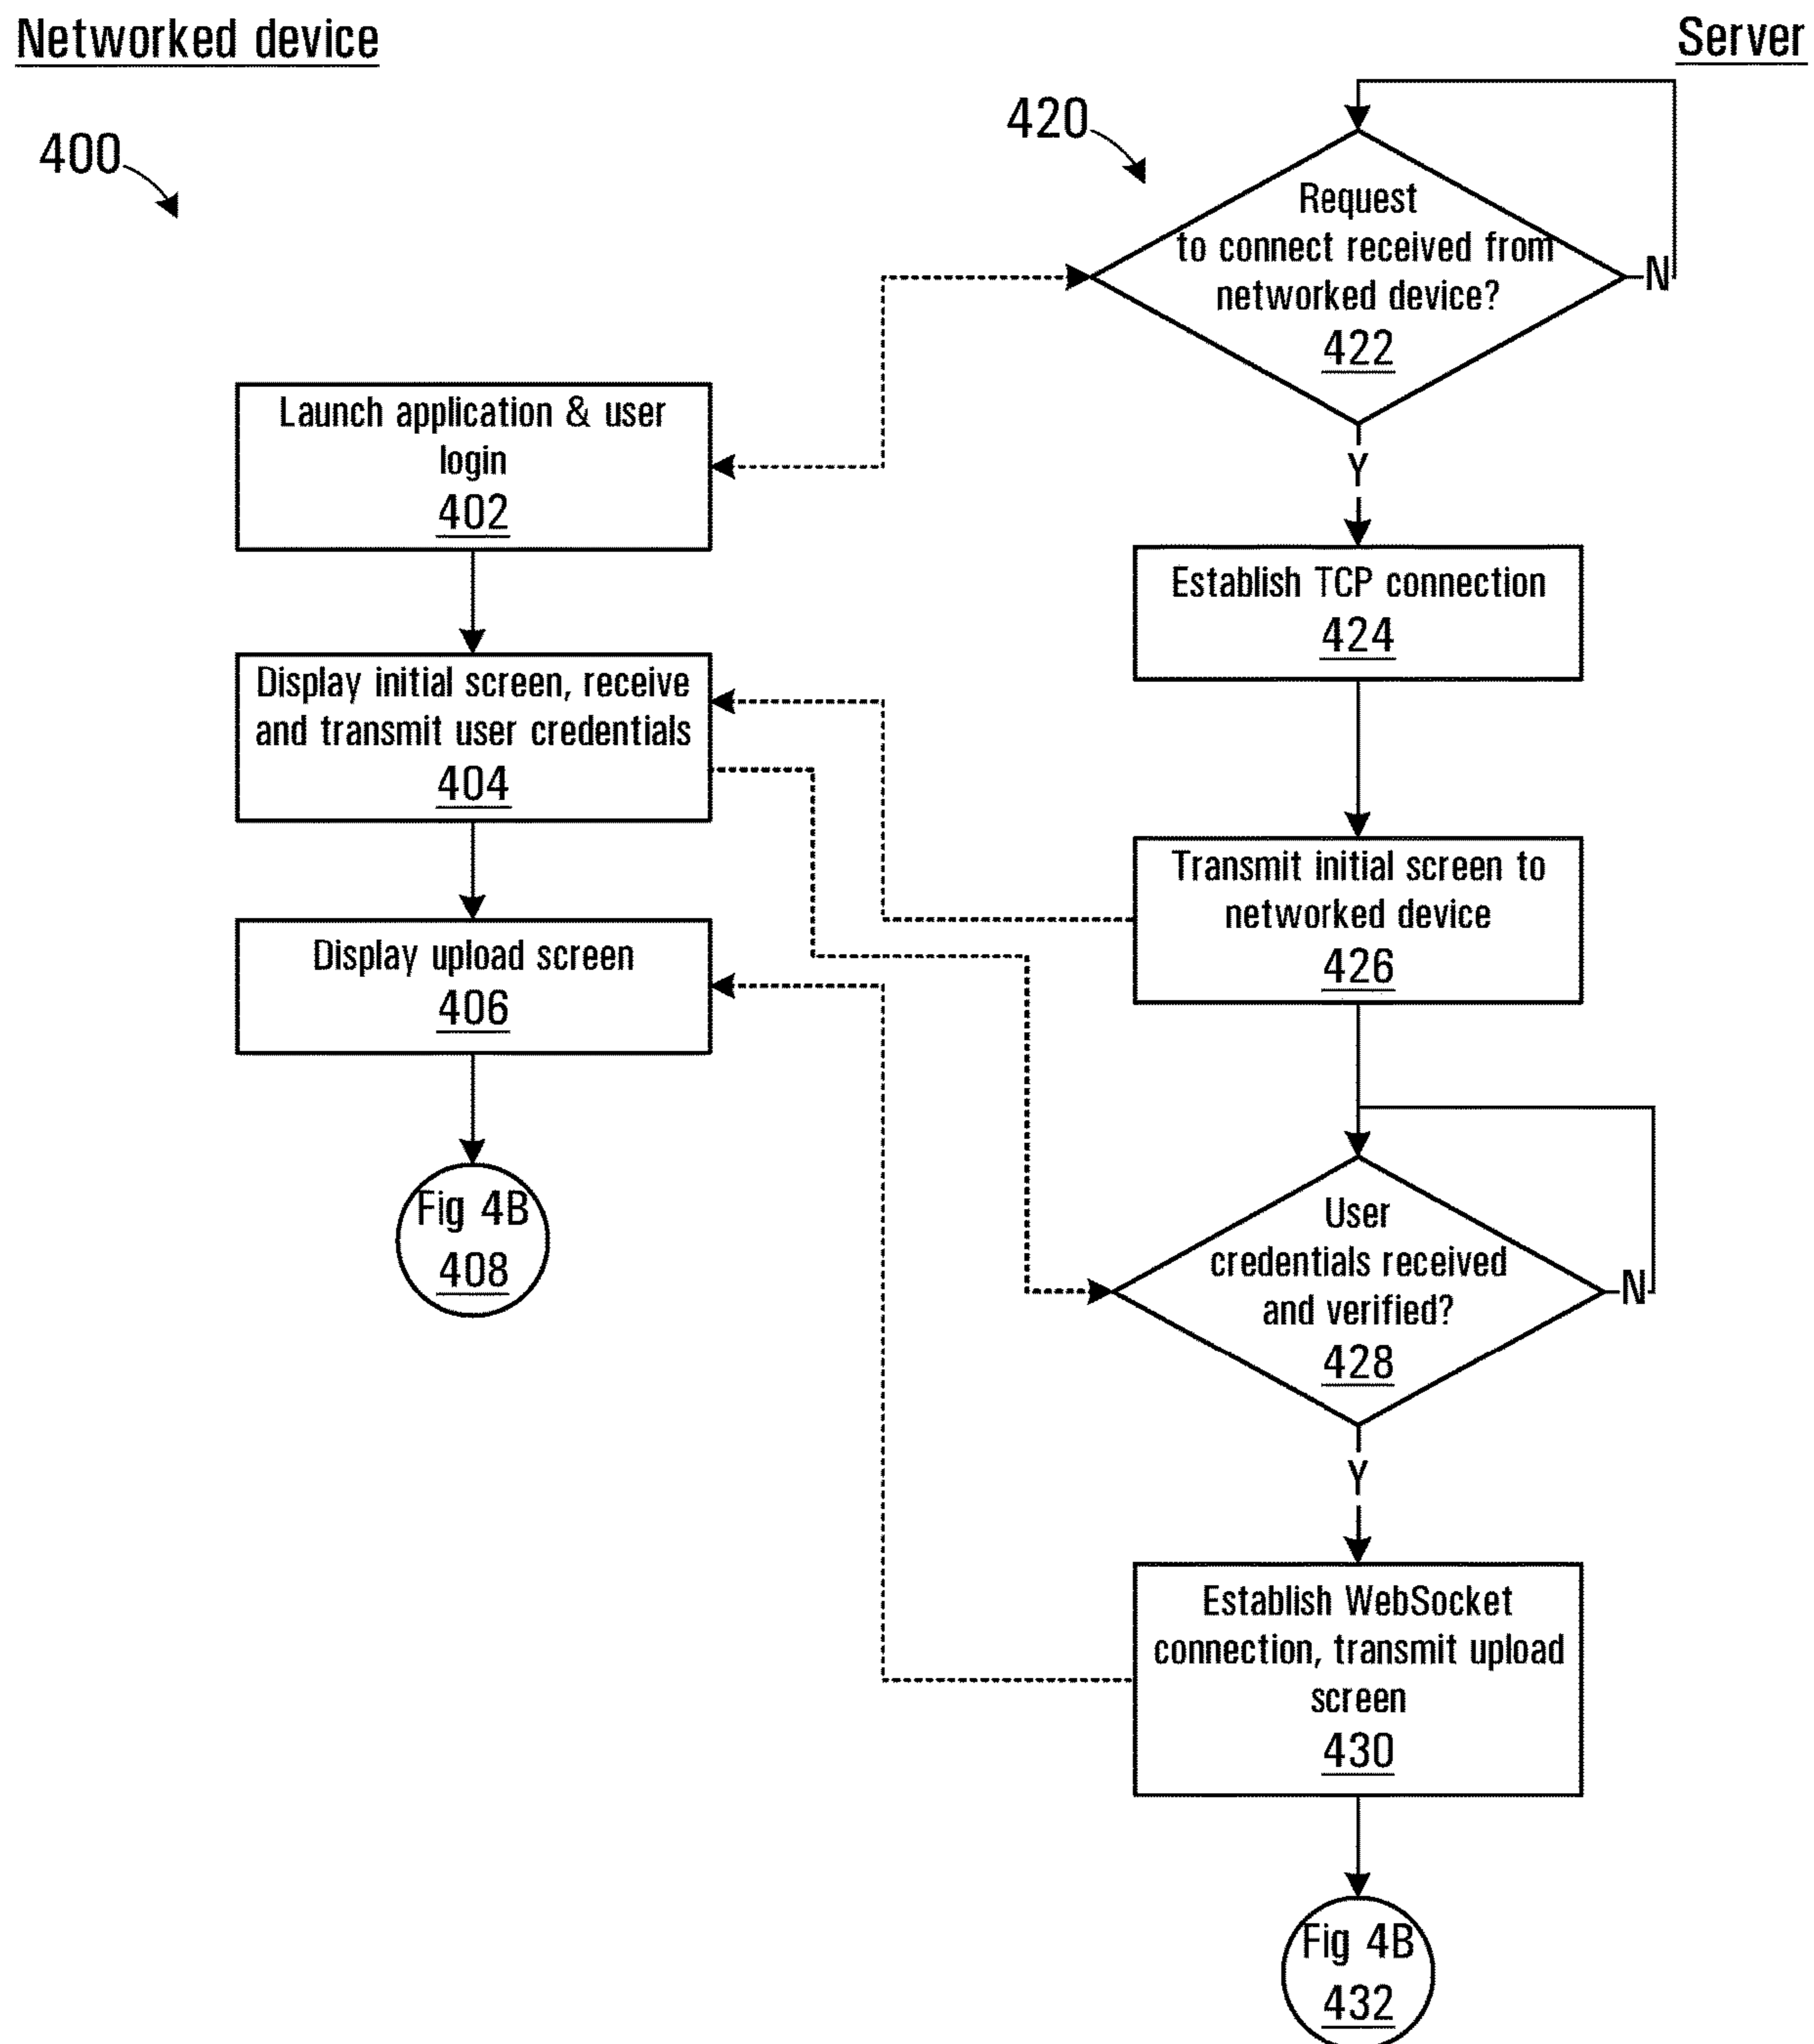 Networked device
Server
400
420
Request
to connect received from
networked device?
422
N
Y
Launch application & user
login
402
Establish TCP connection
424
Display initial screen, receive
and transmit user credentials
404
Transmit initial screen to
networked device
426
Display upload screen
406
Fig 4B
408
User
credentials received
and verified?
428
N
Y
Establish WebSocket
connection, transmit upload
screen
430
Fig 4B
432